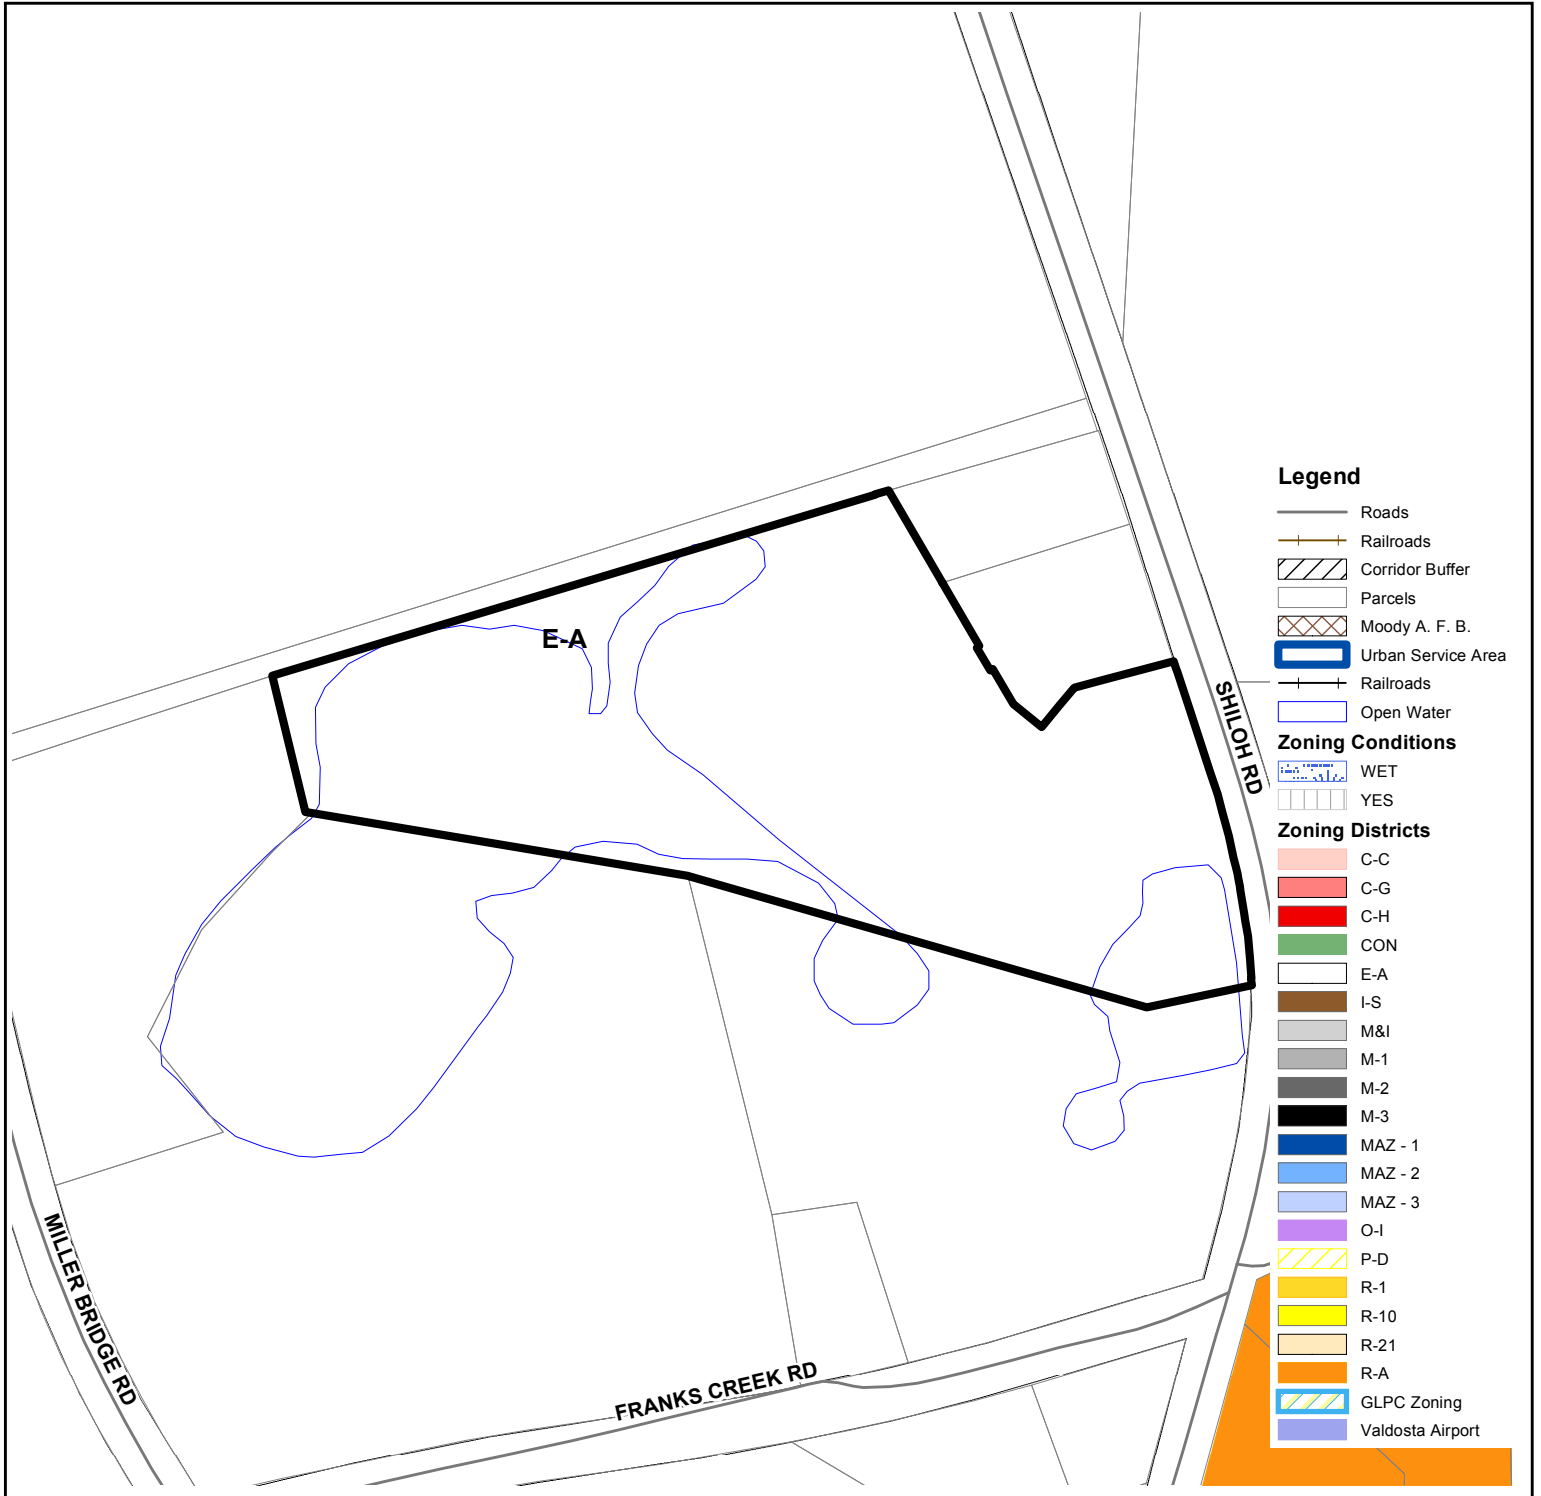 E-A
SHILOH RD
MILLER BRIDGE RD
FRANKS CREEK RD
Legend
Roads
Railroads
Corridor Buffer
Parcels
Moody A. F. B.
Urban Service Area
Railroads
Open Water
Zoning Conditions
WET
YES
Zoning Districts
C-C
C-G
C-H
CON
E-A
I-S
M&I
M-1
M-2
M-3
MAZ - 1
MAZ - 2
MAZ - 3
O-I
P-D
R-1
R-10
R-21
R-A
GLPC Zoning
Valdosta Airport